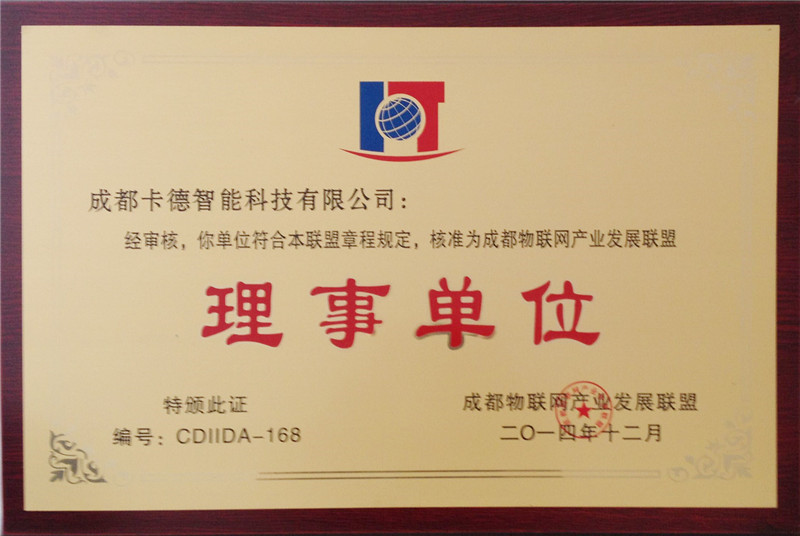 成都卡德智能科技有限公司：
经审核，你单位符合本联盟章程规定，核准为成都物联网产业发展联盟
理事单位
特颁此证
编号：CDIIDA-168
成都物联网产业发展联盟
二〇一四年十二月